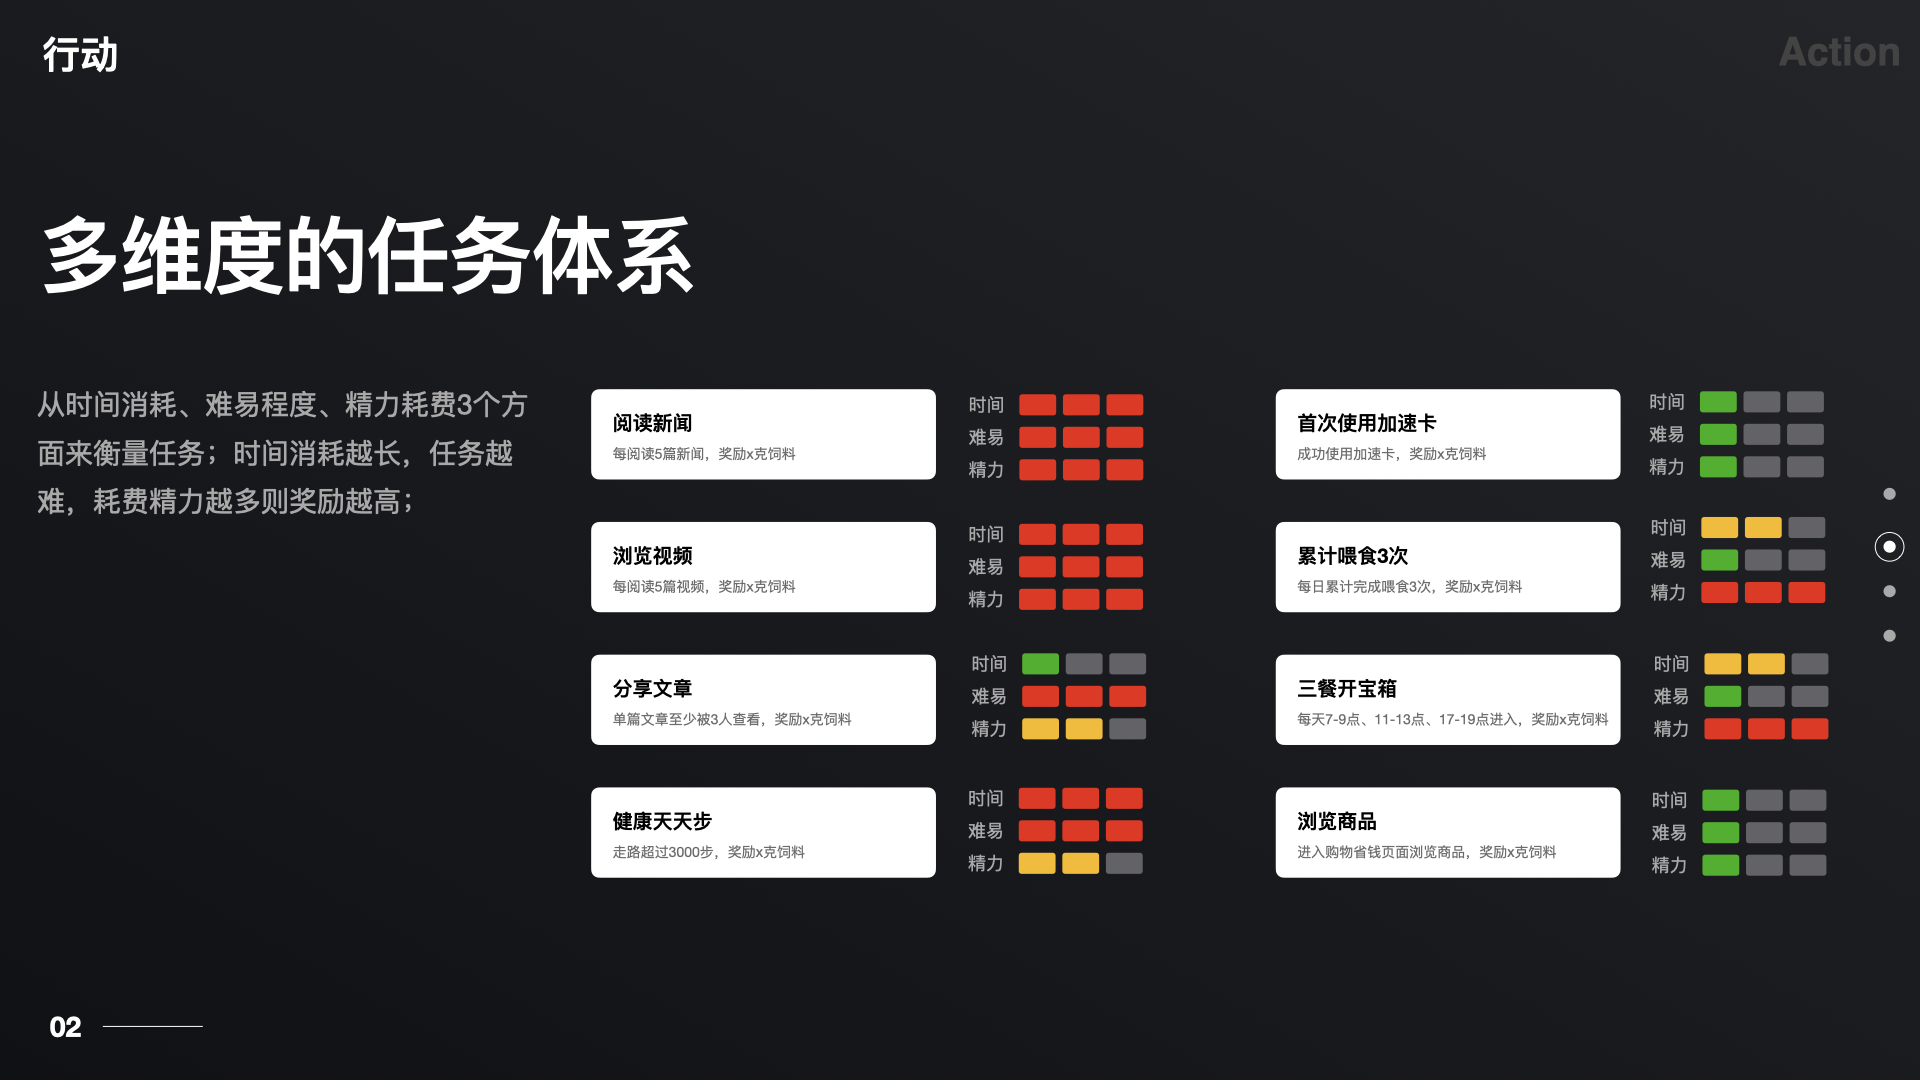 行动
Action
多维度的任务体系
从时间消耗、难易程度、精力耗费3个方
面来衡量任务；时间消耗越长，任务越
难，耗费精力越多则奖励越高；
阅读新闻
每阅读5篇新闻，奖励x克饲料
时间
难易
精力
首次使用加速卡
成功使用加速卡，奖励x克饲料
时间
难易
精力
浏览视频
每阅读5篇视频，奖励x克饲料
时间
难易
精力
累计喂食3次
每日累计完成喂食3次，奖励x克饲料
时间
难易
精力
分享文章
单篇文章至少被3人查看，奖励x克饲料
时间
难易
精力
三餐开宝箱
每天7-9点、11-13点、17-19点进入，奖励x克饲料
时间
难易
精力
健康天天步
走路超过3000步，奖励x克饲料
时间
难易
精力
浏览商品
进入购物省钱页面浏览商品，奖励x克饲料
时间
难易
精力
02